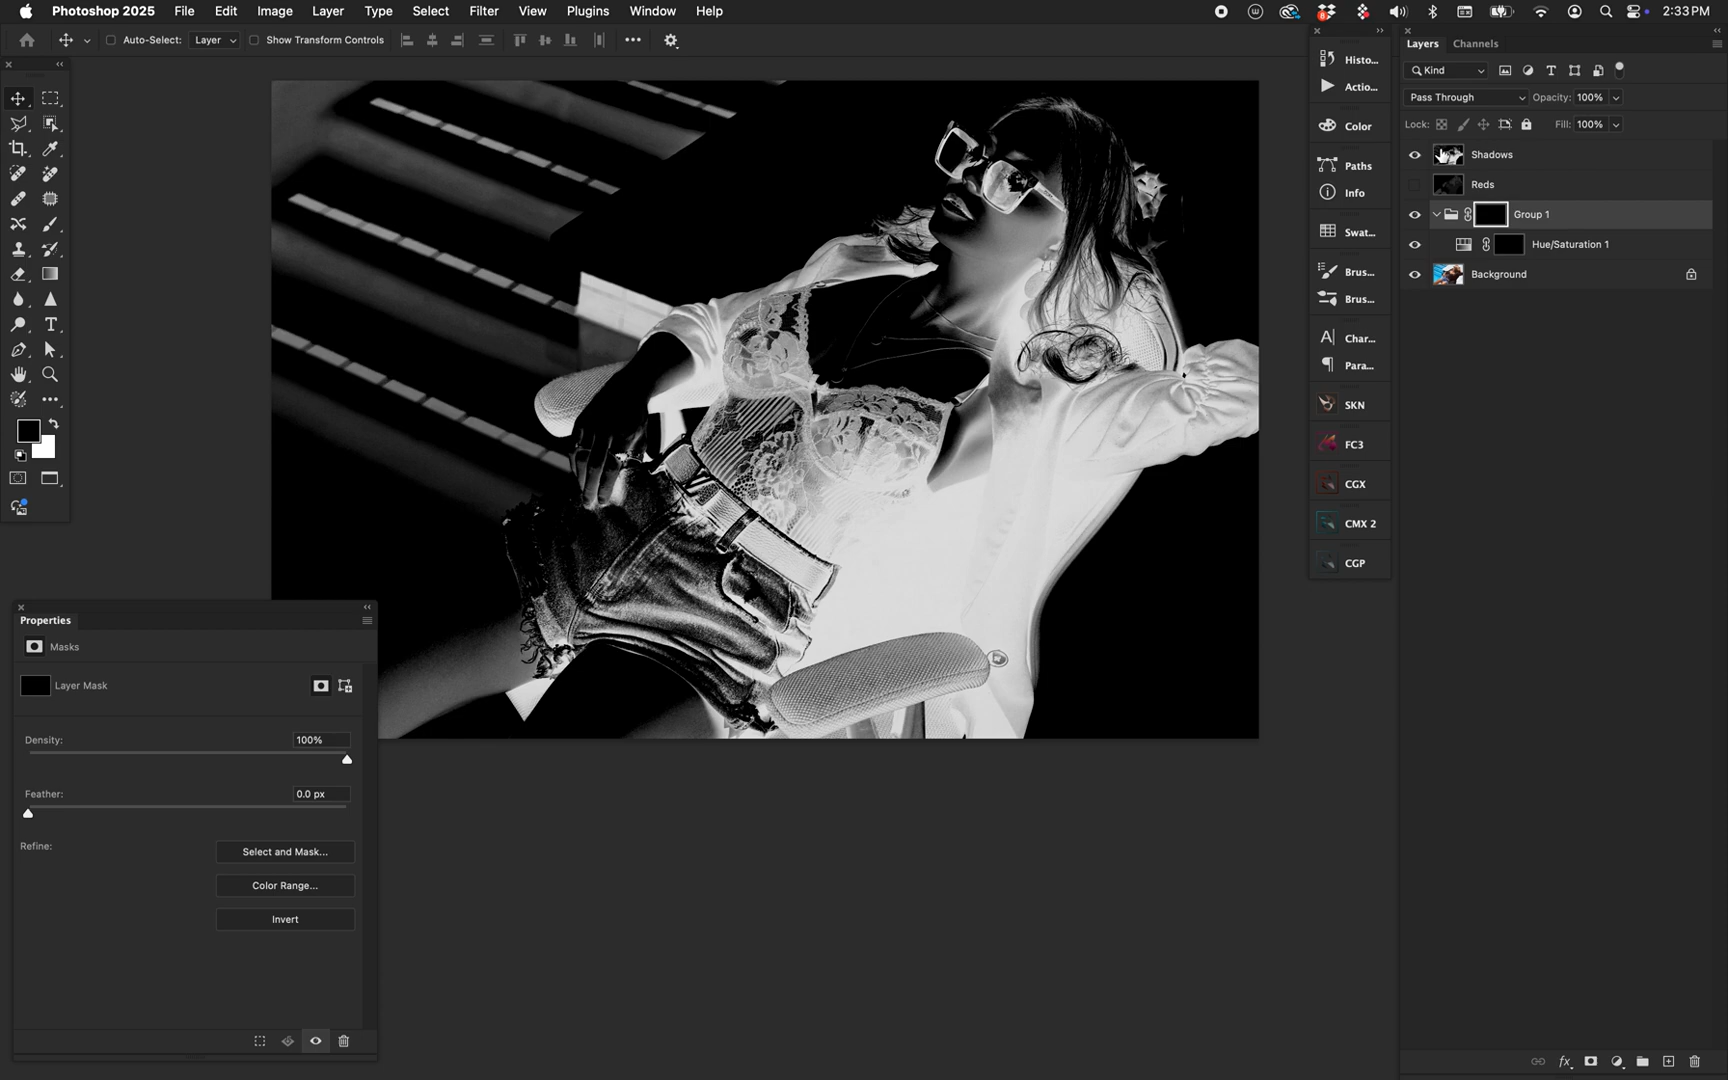 Photoshop 2025 File Edit Image Layer Type Select Filter View Plugins Window Help 8 2:33 PM
Auto-Select: Layer Show Transform Controls
Histo...
Actio...
Color
Paths
Info
Swat...
Brus...
Brus...
Char...
Para...
SKN
FC3
CGX
CMX 2
CGP
Layers Channels
Kind
Pass Through Opacity: 100%
Lock: Fill: 100%
Shadows
Reds
Group 1
Hue/Saturation 1
Background
fx
Properties
Masks
Layer Mask
Density: 100%
Feather: 0.0 px
Refine: Select and Mask...
Color Range...
Invert